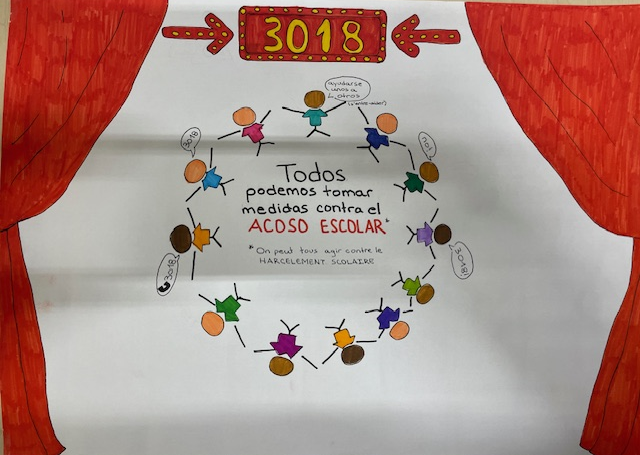 3018
ayudarse
unos a
otros
(s'entre-aider)
3018
no!
Todos
podemos tomar
medidas contra el
ACOSO ESCOLAR*
* On peut tous agir contre le
HARCELEMENT SCOLAIRE
3018!
3018!